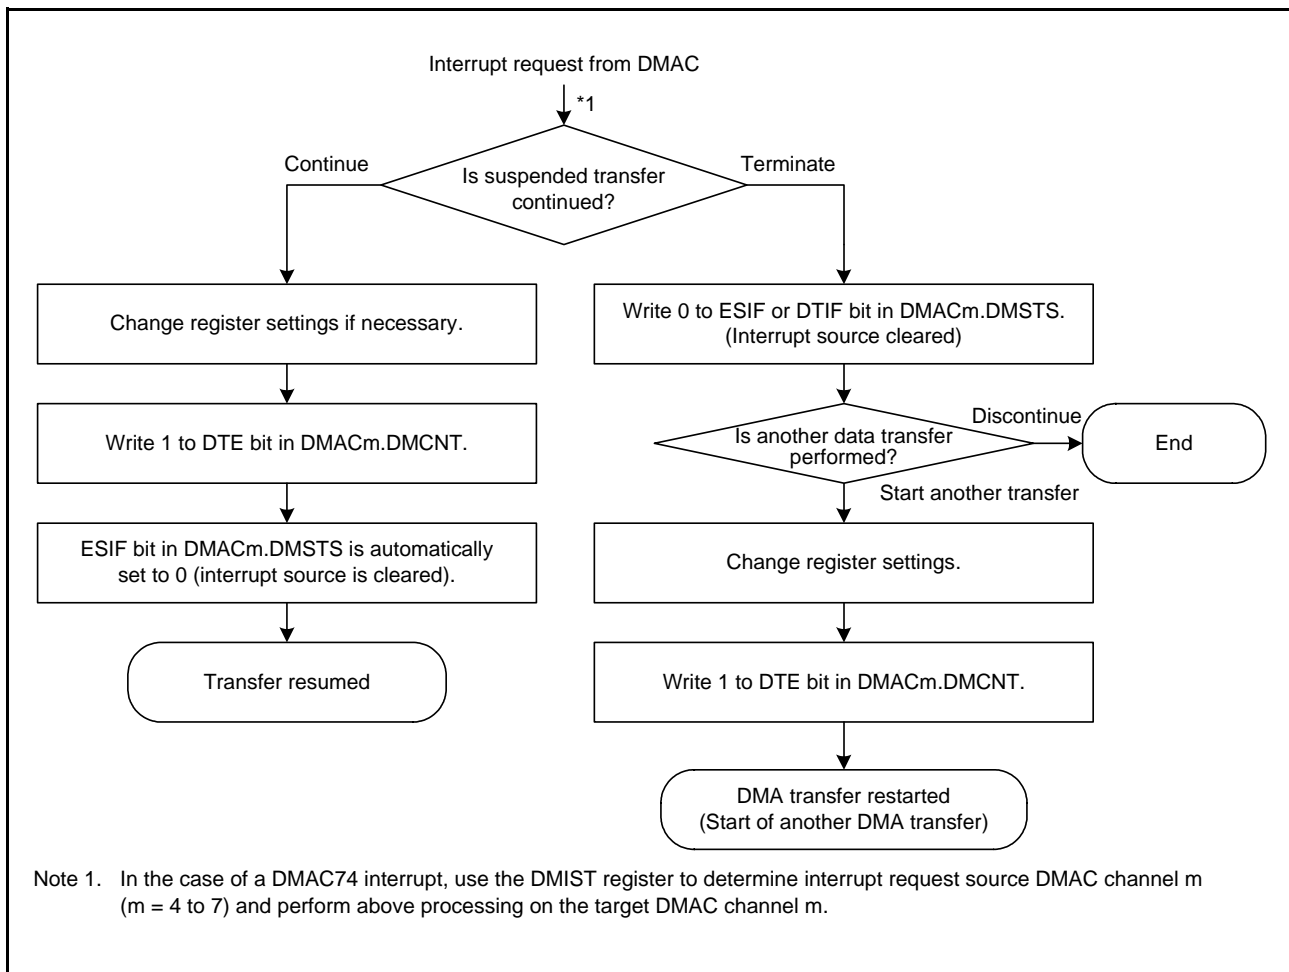 Interrupt request from DMAC
*1
Continue
Terminate
Is suspended transfer
continued?
Change register settings if necessary.
Write 1 to DTE bit in DMACm.DMCNT.
ESIF bit in DMACm.DMSTS is automatically
set to 0 (interrupt source is cleared).
Transfer resumed
Write 0 to ESIF or DTIF bit in DMACm.DMSTS.
(Interrupt source cleared)
Is another data transfer
performed?
Discontinue
End
Start another transfer
Change register settings.
Write 1 to DTE bit in DMACm.DMCNT.
DMA transfer restarted
(Start of another DMA transfer)
Note 1. In the case of a DMAC74 interrupt, use the DMIST register to determine interrupt request source DMAC channel m
(m = 4 to 7) and perform above processing on the target DMAC channel m.